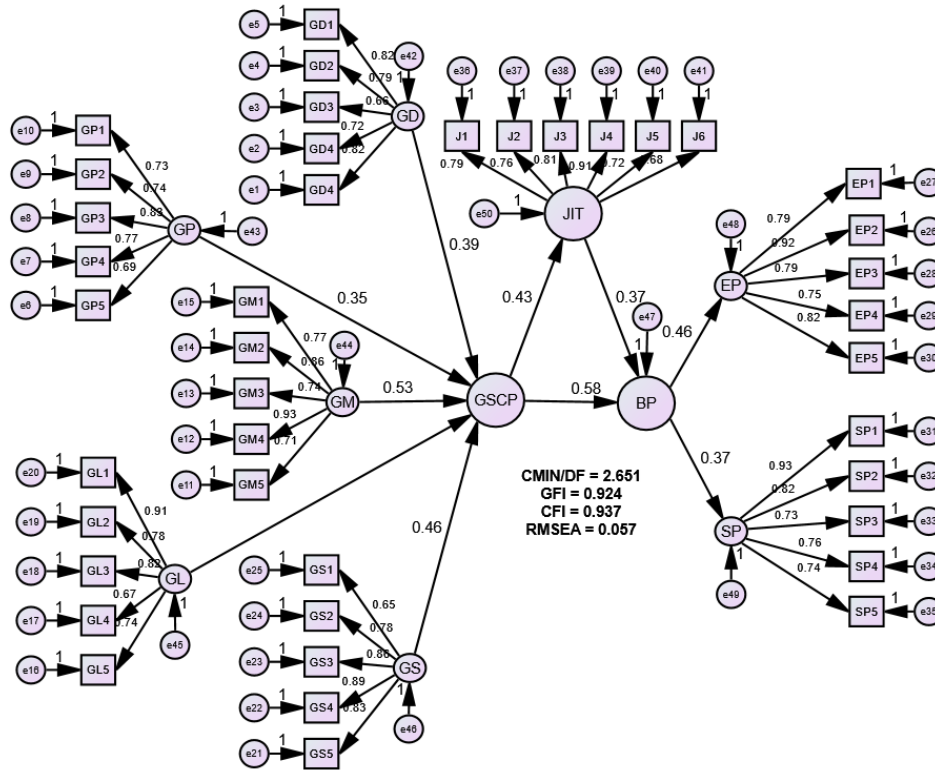 e5 1 GD1 0.82
e4 1 GD2 0.79
e3 1 GD3 0.66
e2 1 GD4 0.72
e1 1 GD4 0.82
e42 1 GD
0.39
e36 1 J1 0.79
e37 1 J2 0.76
e38 1 J3 0.81
e39 1 J4 0.91
e40 1 J5 0.72
e41 1 J6 0.68
e50 1 JIT
0.43
0.37
e10 1 GP1 0.73
e9 1 GP2 0.74
e8 1 GP3 0.83
e7 1 GP4 0.77
e6 1 GP5 0.69
GP 1 e43
0.35
e15 1 GM1 0.77
e14 1 GM2 0.86
e13 1 GM3 0.74
e12 1 GM4 0.93
e11 1 GM5 0.71
e44 1 GM
0.53
GSCP
0.58
e47 1 1 BP
0.46
0.37
e48 1 EP
0.79 EP1 1 e27
0.92 EP2 1 e26
0.79 EP3 1 e28
0.75 EP4 1 e29
0.82 EP5 1 e30
CMIN/DF = 2.651
GFI = 0.924
CFI = 0.937
RMSEA = 0.057
SP 1 e49
0.93 SP1 1 e31
0.82 SP2 1 e32
0.73 SP3 1 e33
0.76 SP4 1 e34
0.74 SP5 1 e35
e20 1 GL1 0.91
e19 1 GL2 0.78
e18 1 GL3 0.82
e17 1 GL4 0.67
e16 1 GL5 0.74
GL 1 e45
0.46
e25 1 GS1 0.65
e24 1 GS2 0.78
e23 1 GS3 0.86
e22 1 GS4 0.89
e21 1 GS5 0.83
GS 1 e46